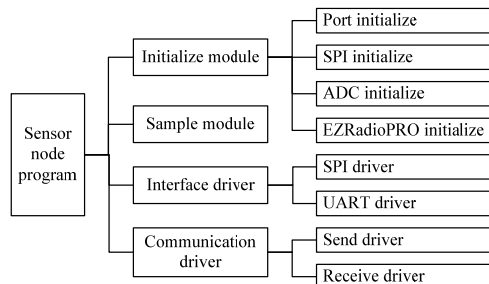 Sensor
node
program
Initialize module
Port initialize
SPI initialize
ADC initialize
EZRadioPRO initialize
Sample module
Interface driver
SPI driver
UART driver
Communication
driver
Send driver
Receive driver